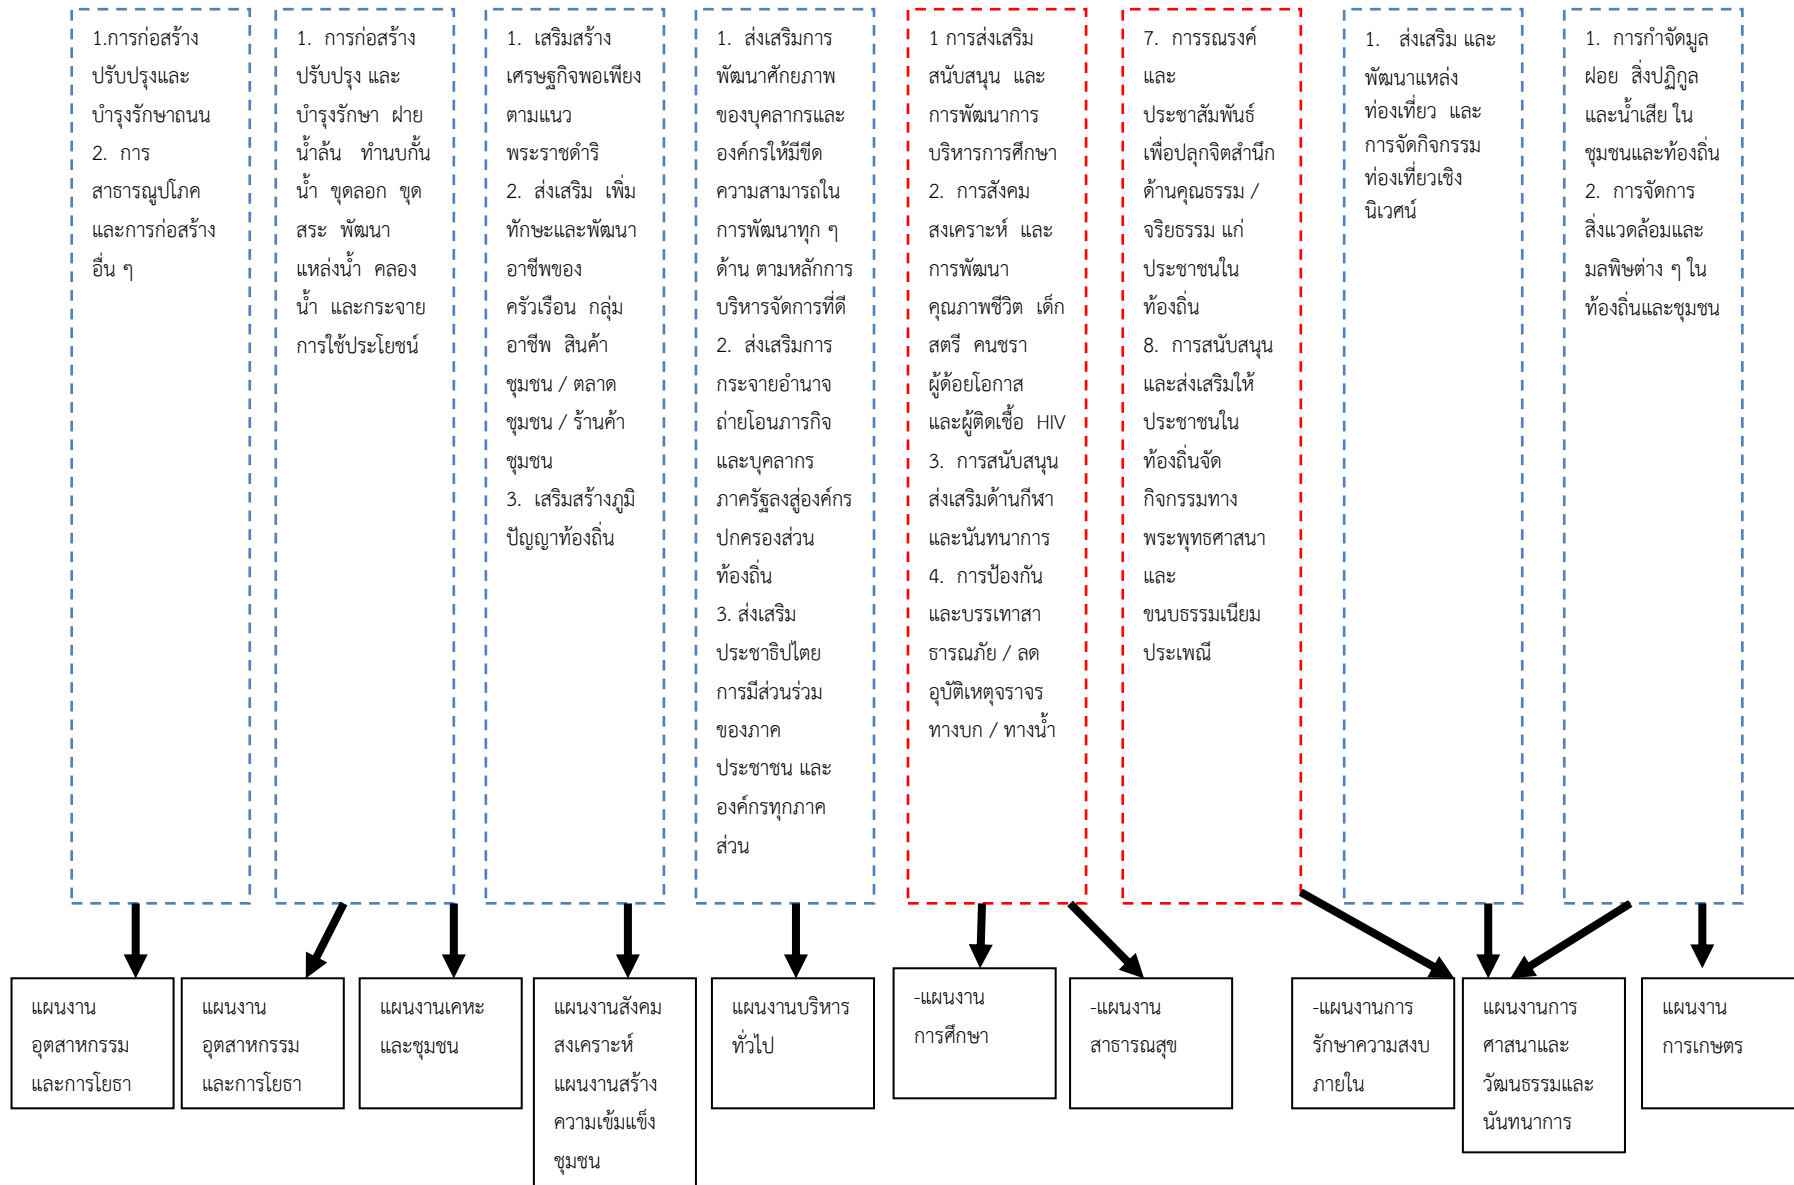 1.การก่อสร้าง
ปรับปรุงและ
บำรุงรักษาถนน
2. การ
สาธารณูปโภค
และการก่อสร้าง
อื่น ๆ
1. การก่อสร้าง
ปรับปรุง และ
บำรุงรักษา ฝาย
น้ำล้น ทำนบกั้น
น้ำ ขุดลอก ขุด
สระ พัฒนา
แหล่งน้ำ คลอง
น้ำ และกระจาย
การใช้ประโยชน์
1. เสริมสร้าง
เศรษฐกิจพอเพียง
ตามแนว
พระราชดำริ
2. ส่งเสริม เพิ่ม
ทักษะและพัฒนา
อาชีพของ
ครัวเรือน กลุ่ม
อาชีพ สินค้า
ชุมชน / ตลาด
ชุมชน / ร้านค้า
ชุมชน
3. เสริมสร้างภูมิ
ปัญญาท้องถิ่น
1. ส่งเสริมการ
พัฒนาศักยภาพ
ของบุคลากรและ
องค์กรให้มีขีด
ความสามารถใน
การพัฒนาทุก ๆ
ด้าน ตามหลักการ
บริหารจัดการที่ดี
2. ส่งเสริมการ
กระจายอำนาจ
ถ่ายโอนภารกิจ
และบุคลากร
ภาครัฐลงสู่องค์กร
ปกครองส่วน
ท้องถิ่น
3. ส่งเสริม
ประชาธิปไตย
การมีส่วนร่วม
ของภาค
ประชาชน และ
องค์กรทุกภาค
ส่วน
1 การส่งเสริม
สนับสนุน และ
การพัฒนาการ
บริหารการศึกษา
2. การสังคม
สงเคราะห์ และ
การพัฒนา
คุณภาพชีวิต เด็ก
สตรี คนชรา
ผู้ด้อยโอกาส
และผู้ติดเชื้อ HIV
3. การสนับสนุน
ส่งเสริมด้านกีฬา
และนันทนาการ
4. การป้องกัน
และบรรเทาสา
ธารณภัย / ลด
อุบัติเหตุจราจร
ทางบก / ทางน้ำ
7. การรณรงค์
และ
ประชาสัมพันธ์
เพื่อปลุกจิตสำนึก
ด้านคุณธรรม /
จริยธรรม แก่
ประชาชนใน
ท้องถิ่น
8. การสนับสนุน
และส่งเสริมให้
ประชาชนใน
ท้องถิ่นจัด
กิจกรรมทาง
พระพุทธศาสนา
และ
ขนบธรรมเนียม
ประเพณี
1. ส่งเสริม และ
พัฒนาแหล่ง
ท่องเที่ยว และ
การจัดกิจกรรม
ท่องเที่ยวเชิง
นิเวศน์
1. การกำจัดมูล
ฝอย สิ่งปฏิกูล
และน้ำเสีย ใน
ชุมชนและท้องถิ่น
2. การจัดการ
สิ่งแวดล้อมและ
มลพิษต่าง ๆ ใน
ท้องถิ่นและชุมชน
แผนงาน
อุตสาหกรรม
และการโยธา
แผนงาน
อุตสาหกรรม
และการโยธา
แผนงานเคหะ
และชุมชน
แผนงานสังคม
สงเคราะห์
แผนงานสร้าง
ความเข้มแข็ง
ชุมชน
แผนงานบริหาร
ทั่วไป
-แผนงาน
การศึกษา
-แผนงาน
สาธารณสุข
-แผนงานการ
รักษาความสงบ
ภายใน
แผนงานการ
ศาสนาและ
วัฒนธรรมและ
นันทนาการ
แผนงาน
การเกษตร